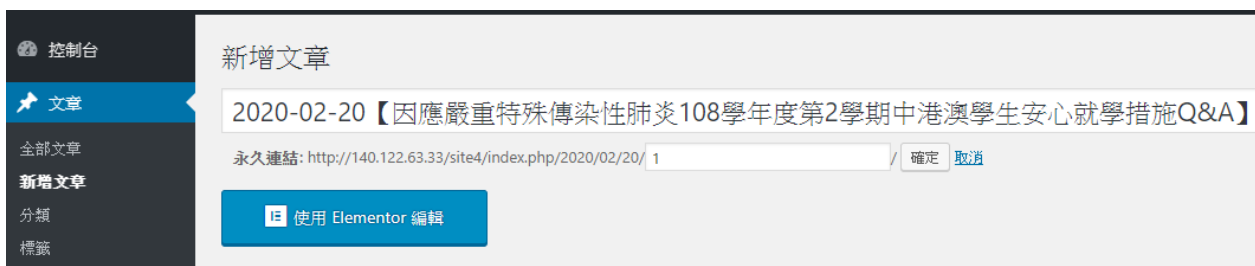 控制台
文章
全部文章
新增文章
分類
標籤
新增文章
2020-02-20【因應嚴重特殊傳染性肺炎108學年度第2學期中港澳學生安心就學措施Q&A】
永久連結: http://140.122.63.33/site4/index.php/2020/02/20/ 1 / 確定 取消
使用 Elementor 編輯